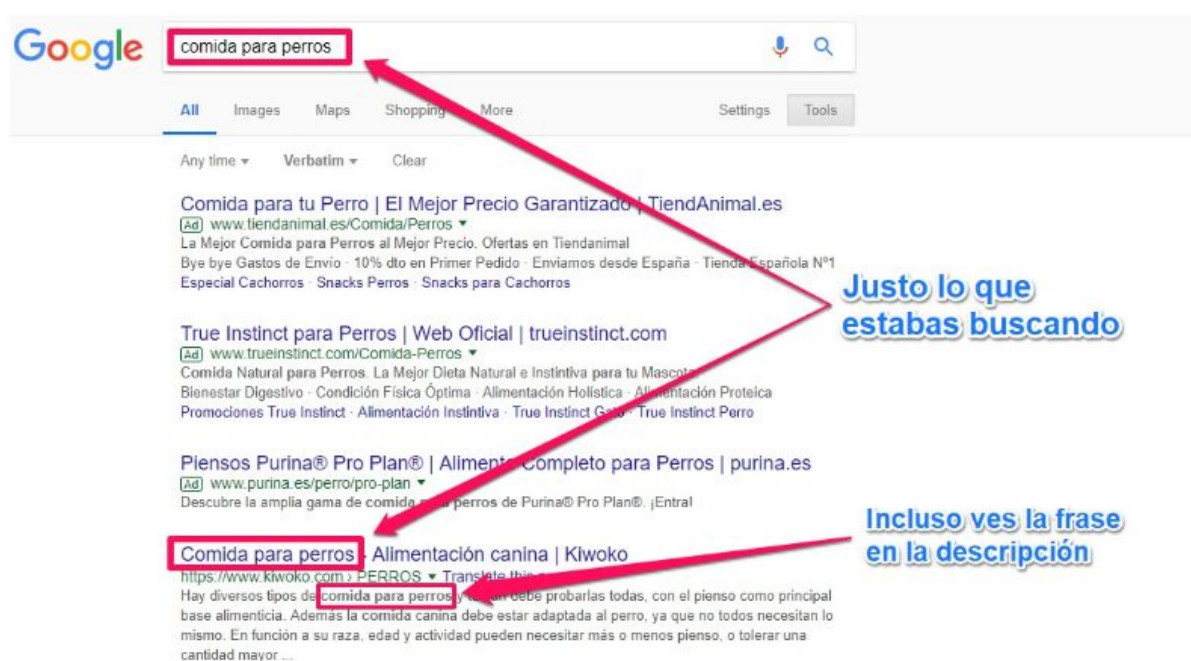 Google
comida para perros
All Images Maps Shopping More Settings Tools
Any time Verbatim Clear
Comida para tu Perro | El Mejor Precio Garantizado | TiendAnimal.es
Ad www.tiendanimal.es/Comida/Perros
La Mejor Comida para Perros al Mejor Precio. Ofertas en Tiendanimal
Bye bye Gastos de Envio · 10% dto en Primer Pedido · Enviamos desde España · Tienda Española Nº1
Especial Cachorros · Snacks Perros · Snacks para Cachorros
Justo lo que
estabas buscando
True Instinct para Perros | Web Oficial | trueinstinct.com
Ad www.trueinstinct.com/Comida-Perros
Comida Natural para Perros. La Mejor Dieta Natural e Instintiva para tu Mascota
Bienestar Digestivo · Condición Física Óptima · Alimentación Holística · Alimentación Proteica
Promociones True Instinct · Alimentación Instintiva · True Instinct Gato · True Instinct Perro
Piensos Purina® Pro Plan® | Alimento Completo para Perros | purina.es
Ad www.purina.es/perro/pro-plan
Descubre la amplia gama de comida para perros de Purina® Pro Plan®. ¡Entra!
Incluso ves la frase
en la descripción
Comida para perros - Alimentación canina | Kiwoko
https://www.kiwoko.com › PERROS Translate this
Hay diversos tipos de comida para perros y debe probarlas todas, con el pienso como principal
base alimenticia. Además la comida canina debe estar adaptada al perro, ya que no todos necesitan lo
mismo. En función a su raza, edad y actividad pueden necesitar más o menos pienso, o tolerar una
cantidad mayor ...